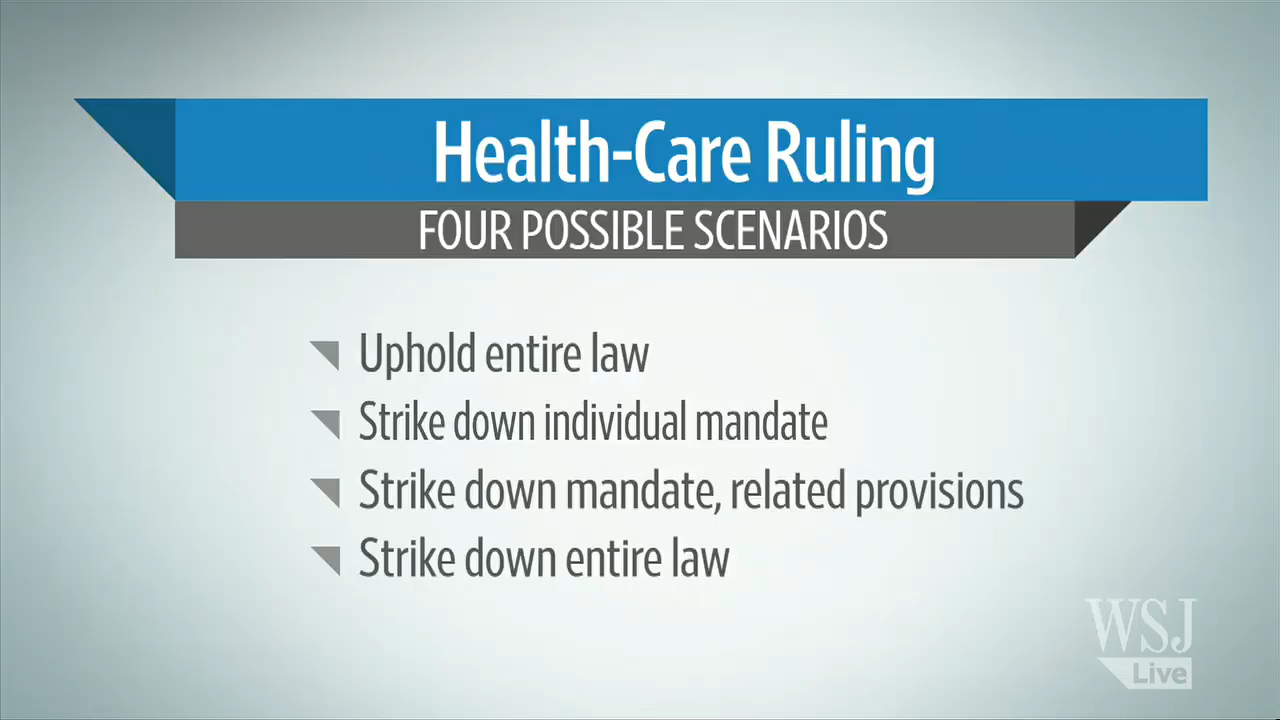 Health-Care Ruling
FOUR POSSIBLE SCENARIOS
Uphold entire law
Strike down individual mandate
Strike down mandate, related provisions
Strike down entire law
WSJ
Live